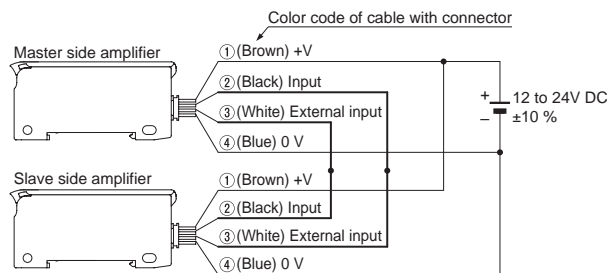 Color code of cable with connector
Master side amplifier
① (Brown) +V
② (Black) Input
③ (White) External input
④ (Blue) 0 V
+
–
12 to 24V DC
±10 %
Slave side amplifier
① (Brown) +V
② (Black) Input
③ (White) External input
④ (Blue) 0 V